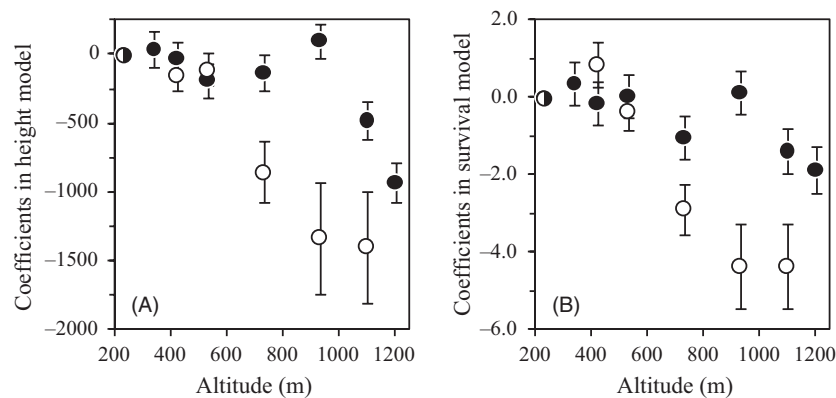 0
−500
−1000
−1500
−2000
200 400 600 800 1000 1200
Coefficients in height model
Altitude (m)
(A)
2.0
0.0
−2.0
−4.0
−6.0
200 400 600 800 1000 1200
Coefficients in survival model
Altitude (m)
(B)